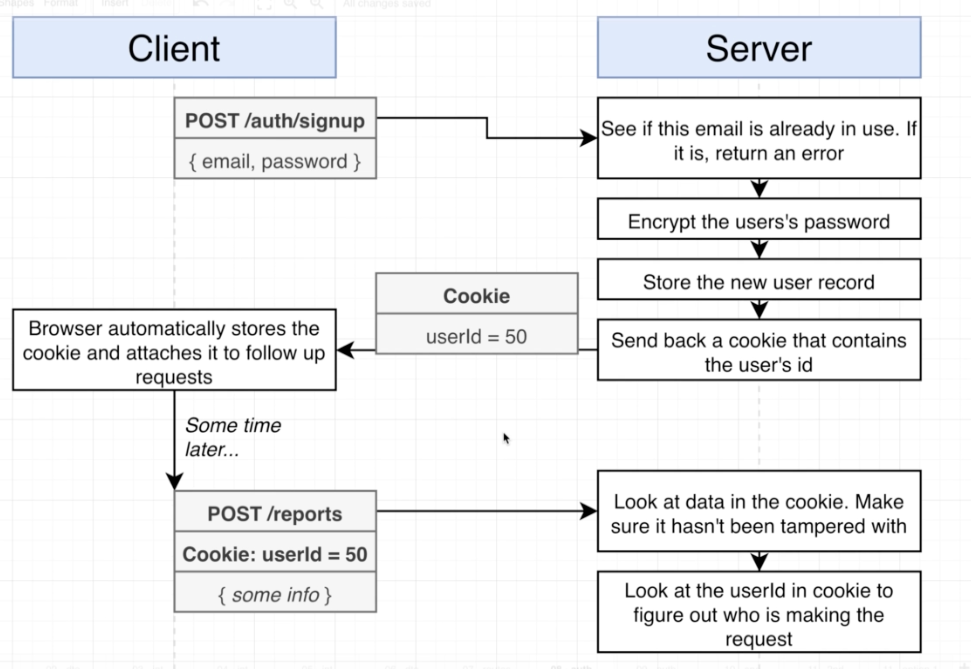 Shapes Format Insert All changes saved
Client
Server
POST /auth/signup
{ email, password }
See if this email is already in use. If
it is, return an error
Encrypt the users's password
Store the new user record
Cookie
userId = 50
Send back a cookie that contains
the user's id
Browser automatically stores the
cookie and attaches it to follow up
requests
Some time
later...
POST /reports
Cookie: userId = 50
{ some info }
Look at data in the cookie. Make
sure it hasn't been tampered with
Look at the userId in cookie to
figure out who is making the
request